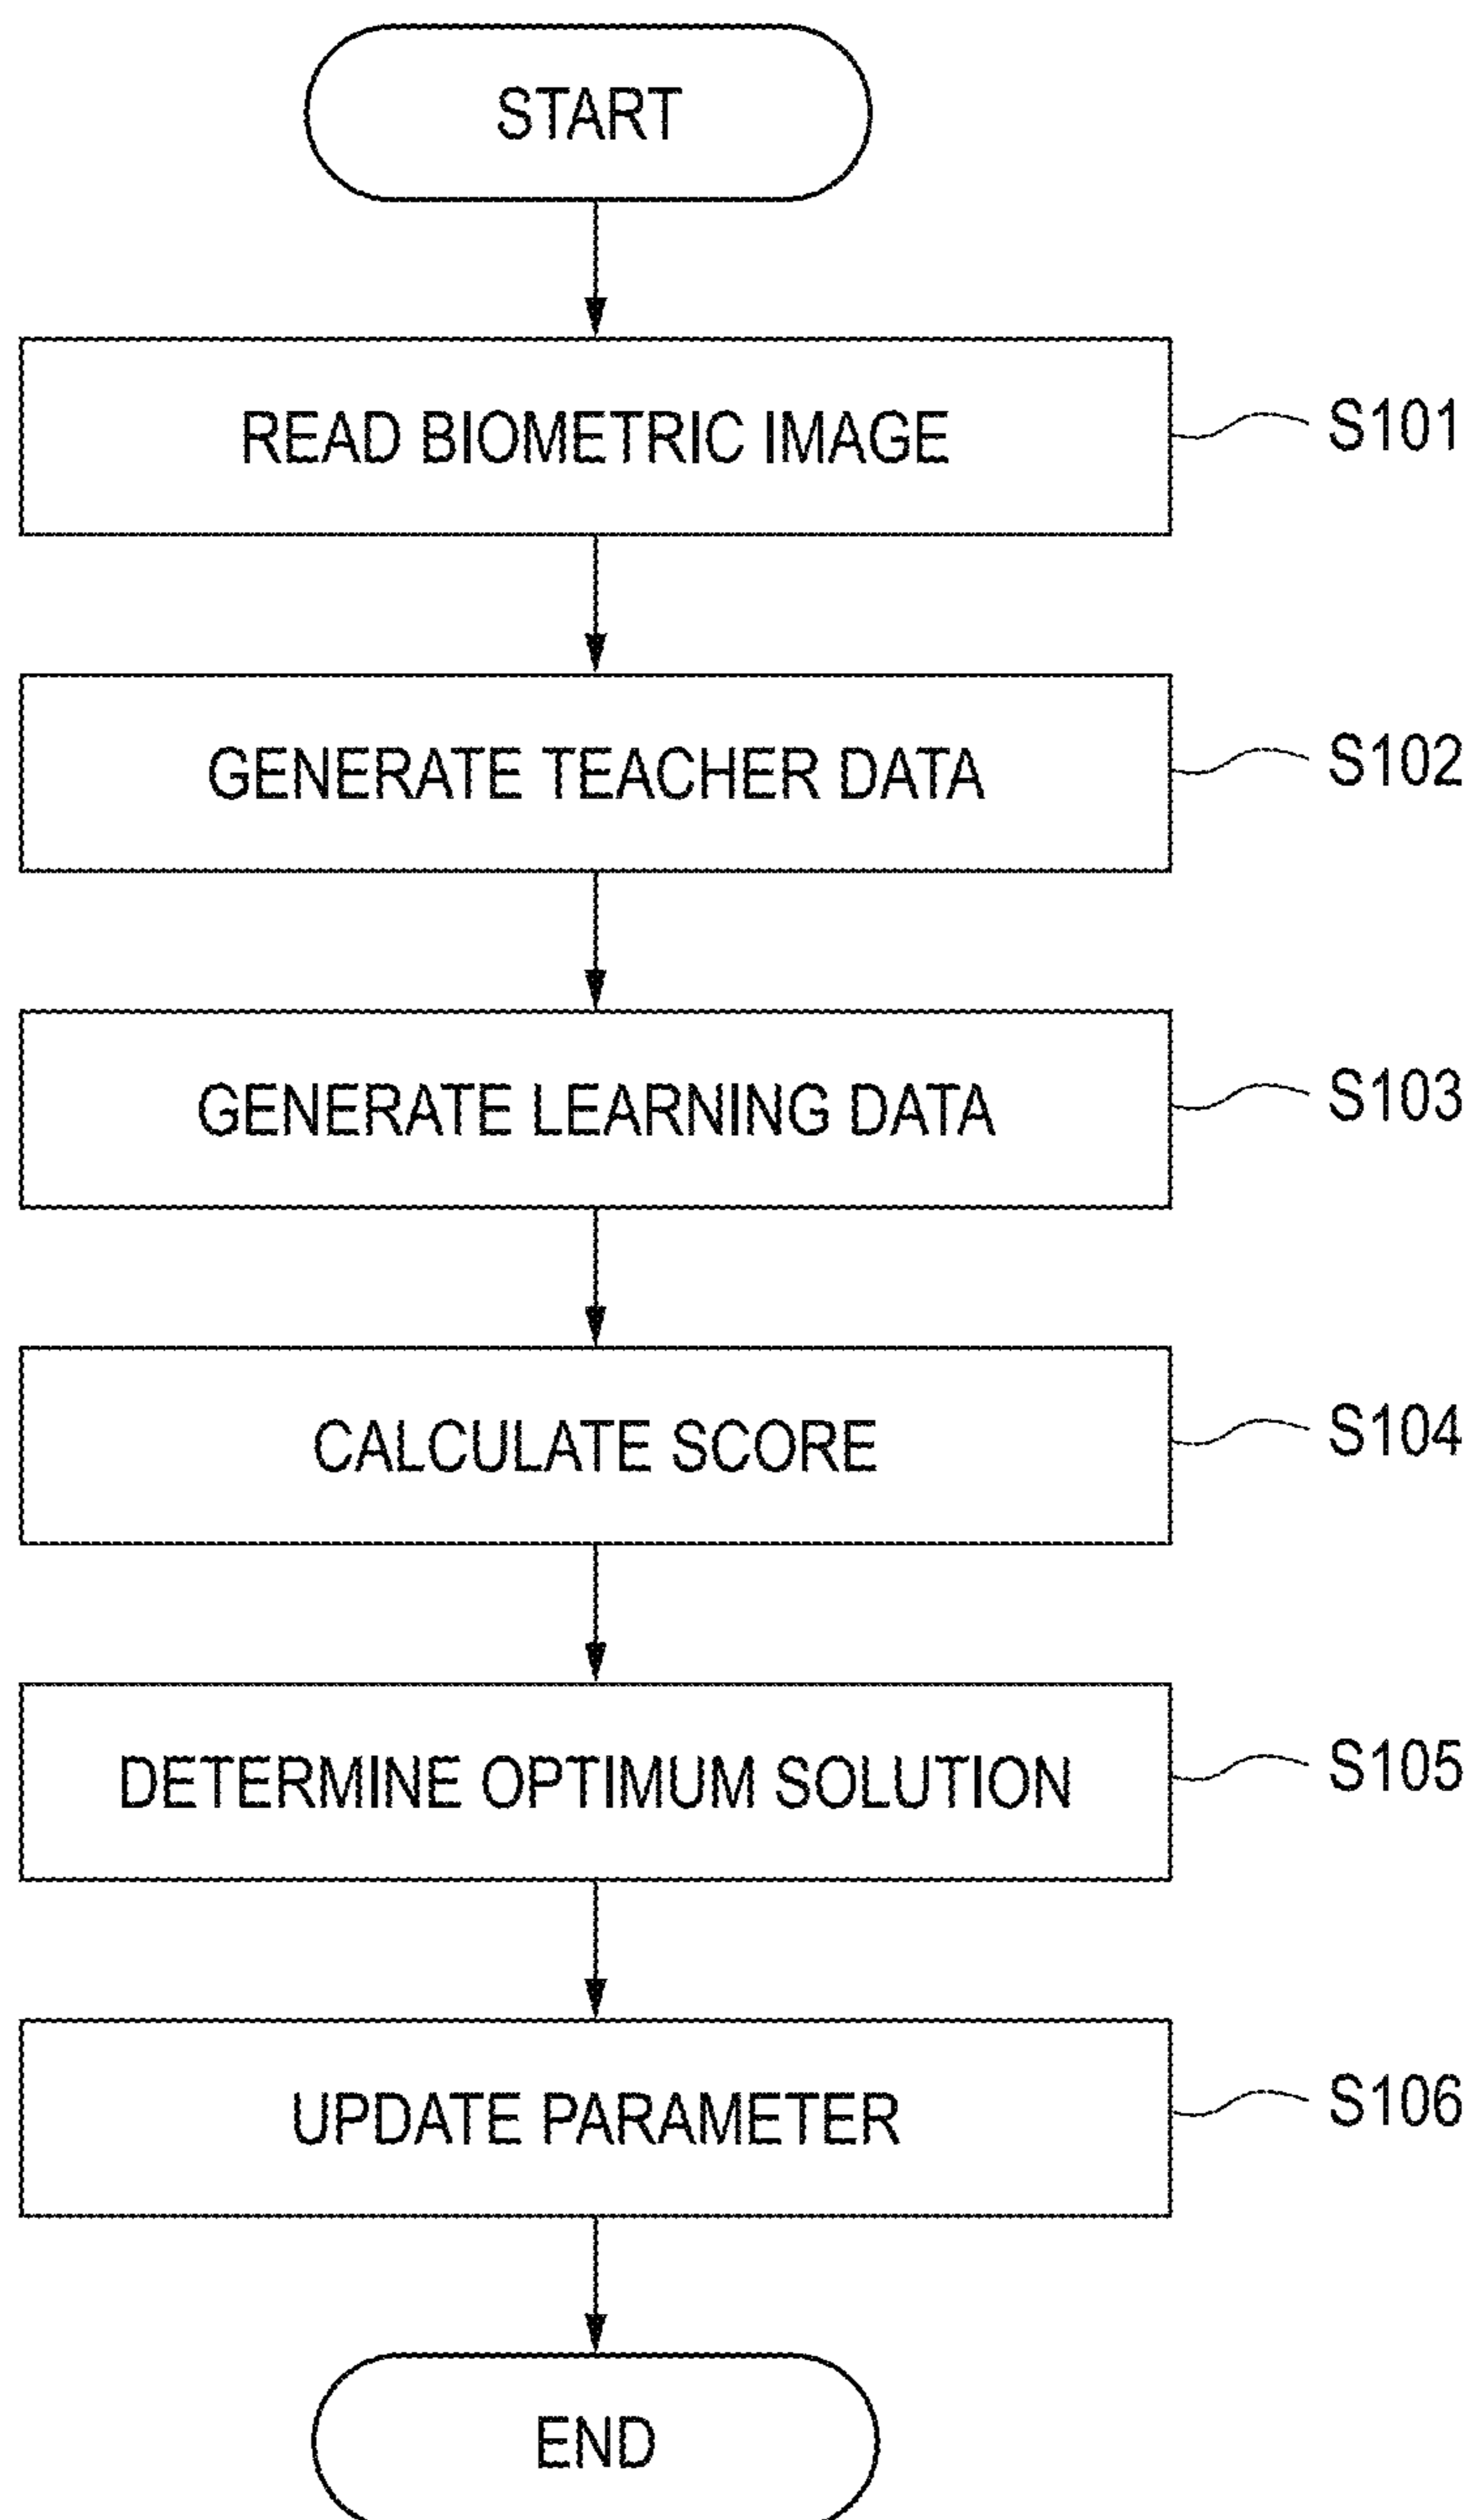 START
READ BIOMETRIC IMAGE S101
GENERATE TEACHER DATA S102
GENERATE LEARNING DATA S103
CALCULATE SCORE S104
DETERMINE OPTIMUM SOLUTION S105
UPDATE PARAMETER S106
END